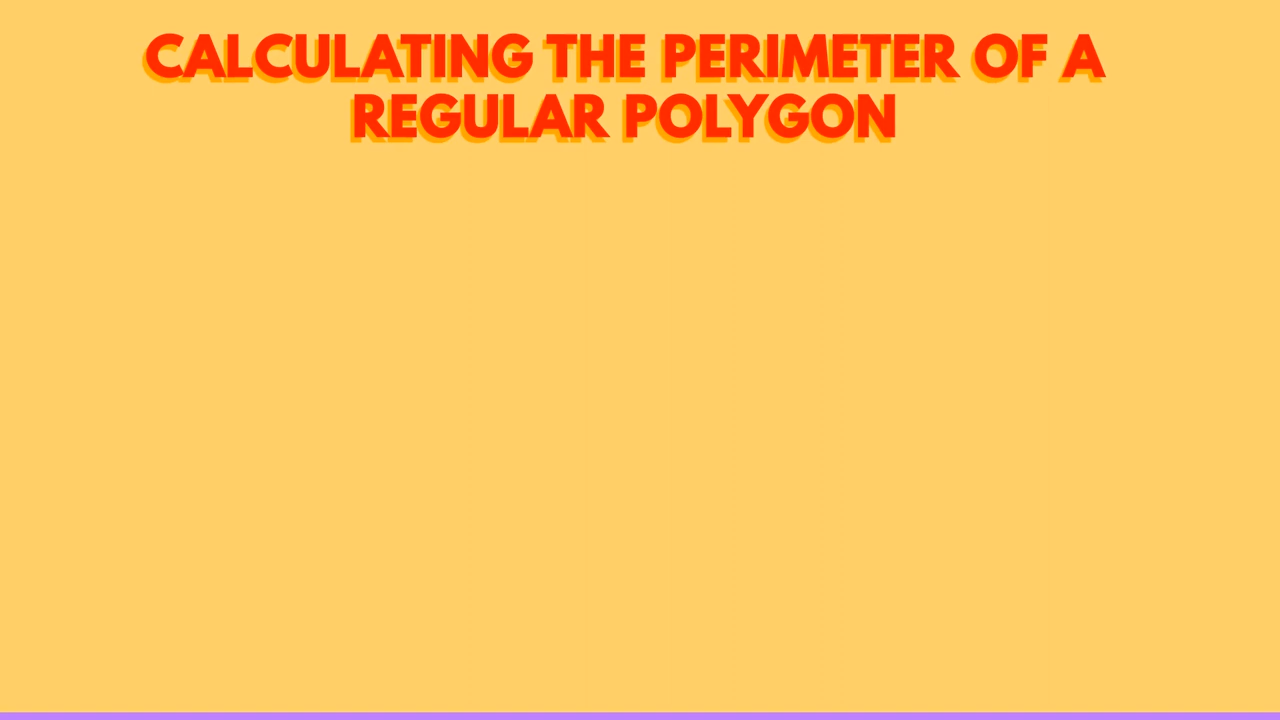 CALCULATING THE PERIMETER OF A
REGULAR POLYGON